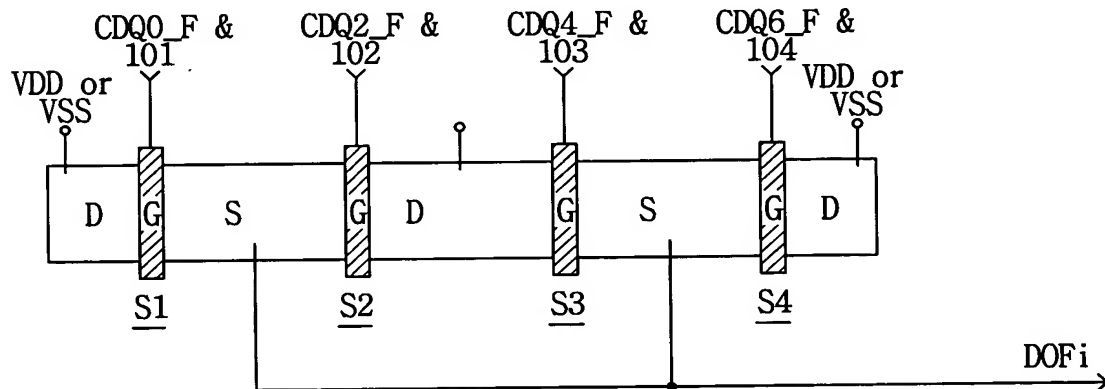 CDQ0_F &
101
CDQ2_F &
102
CDQ4_F &
103
CDQ6_F &
104
VDD or
VSS
VDD or
VSS
D G S G D G S G D
S1 S2 S3 S4
DOFi